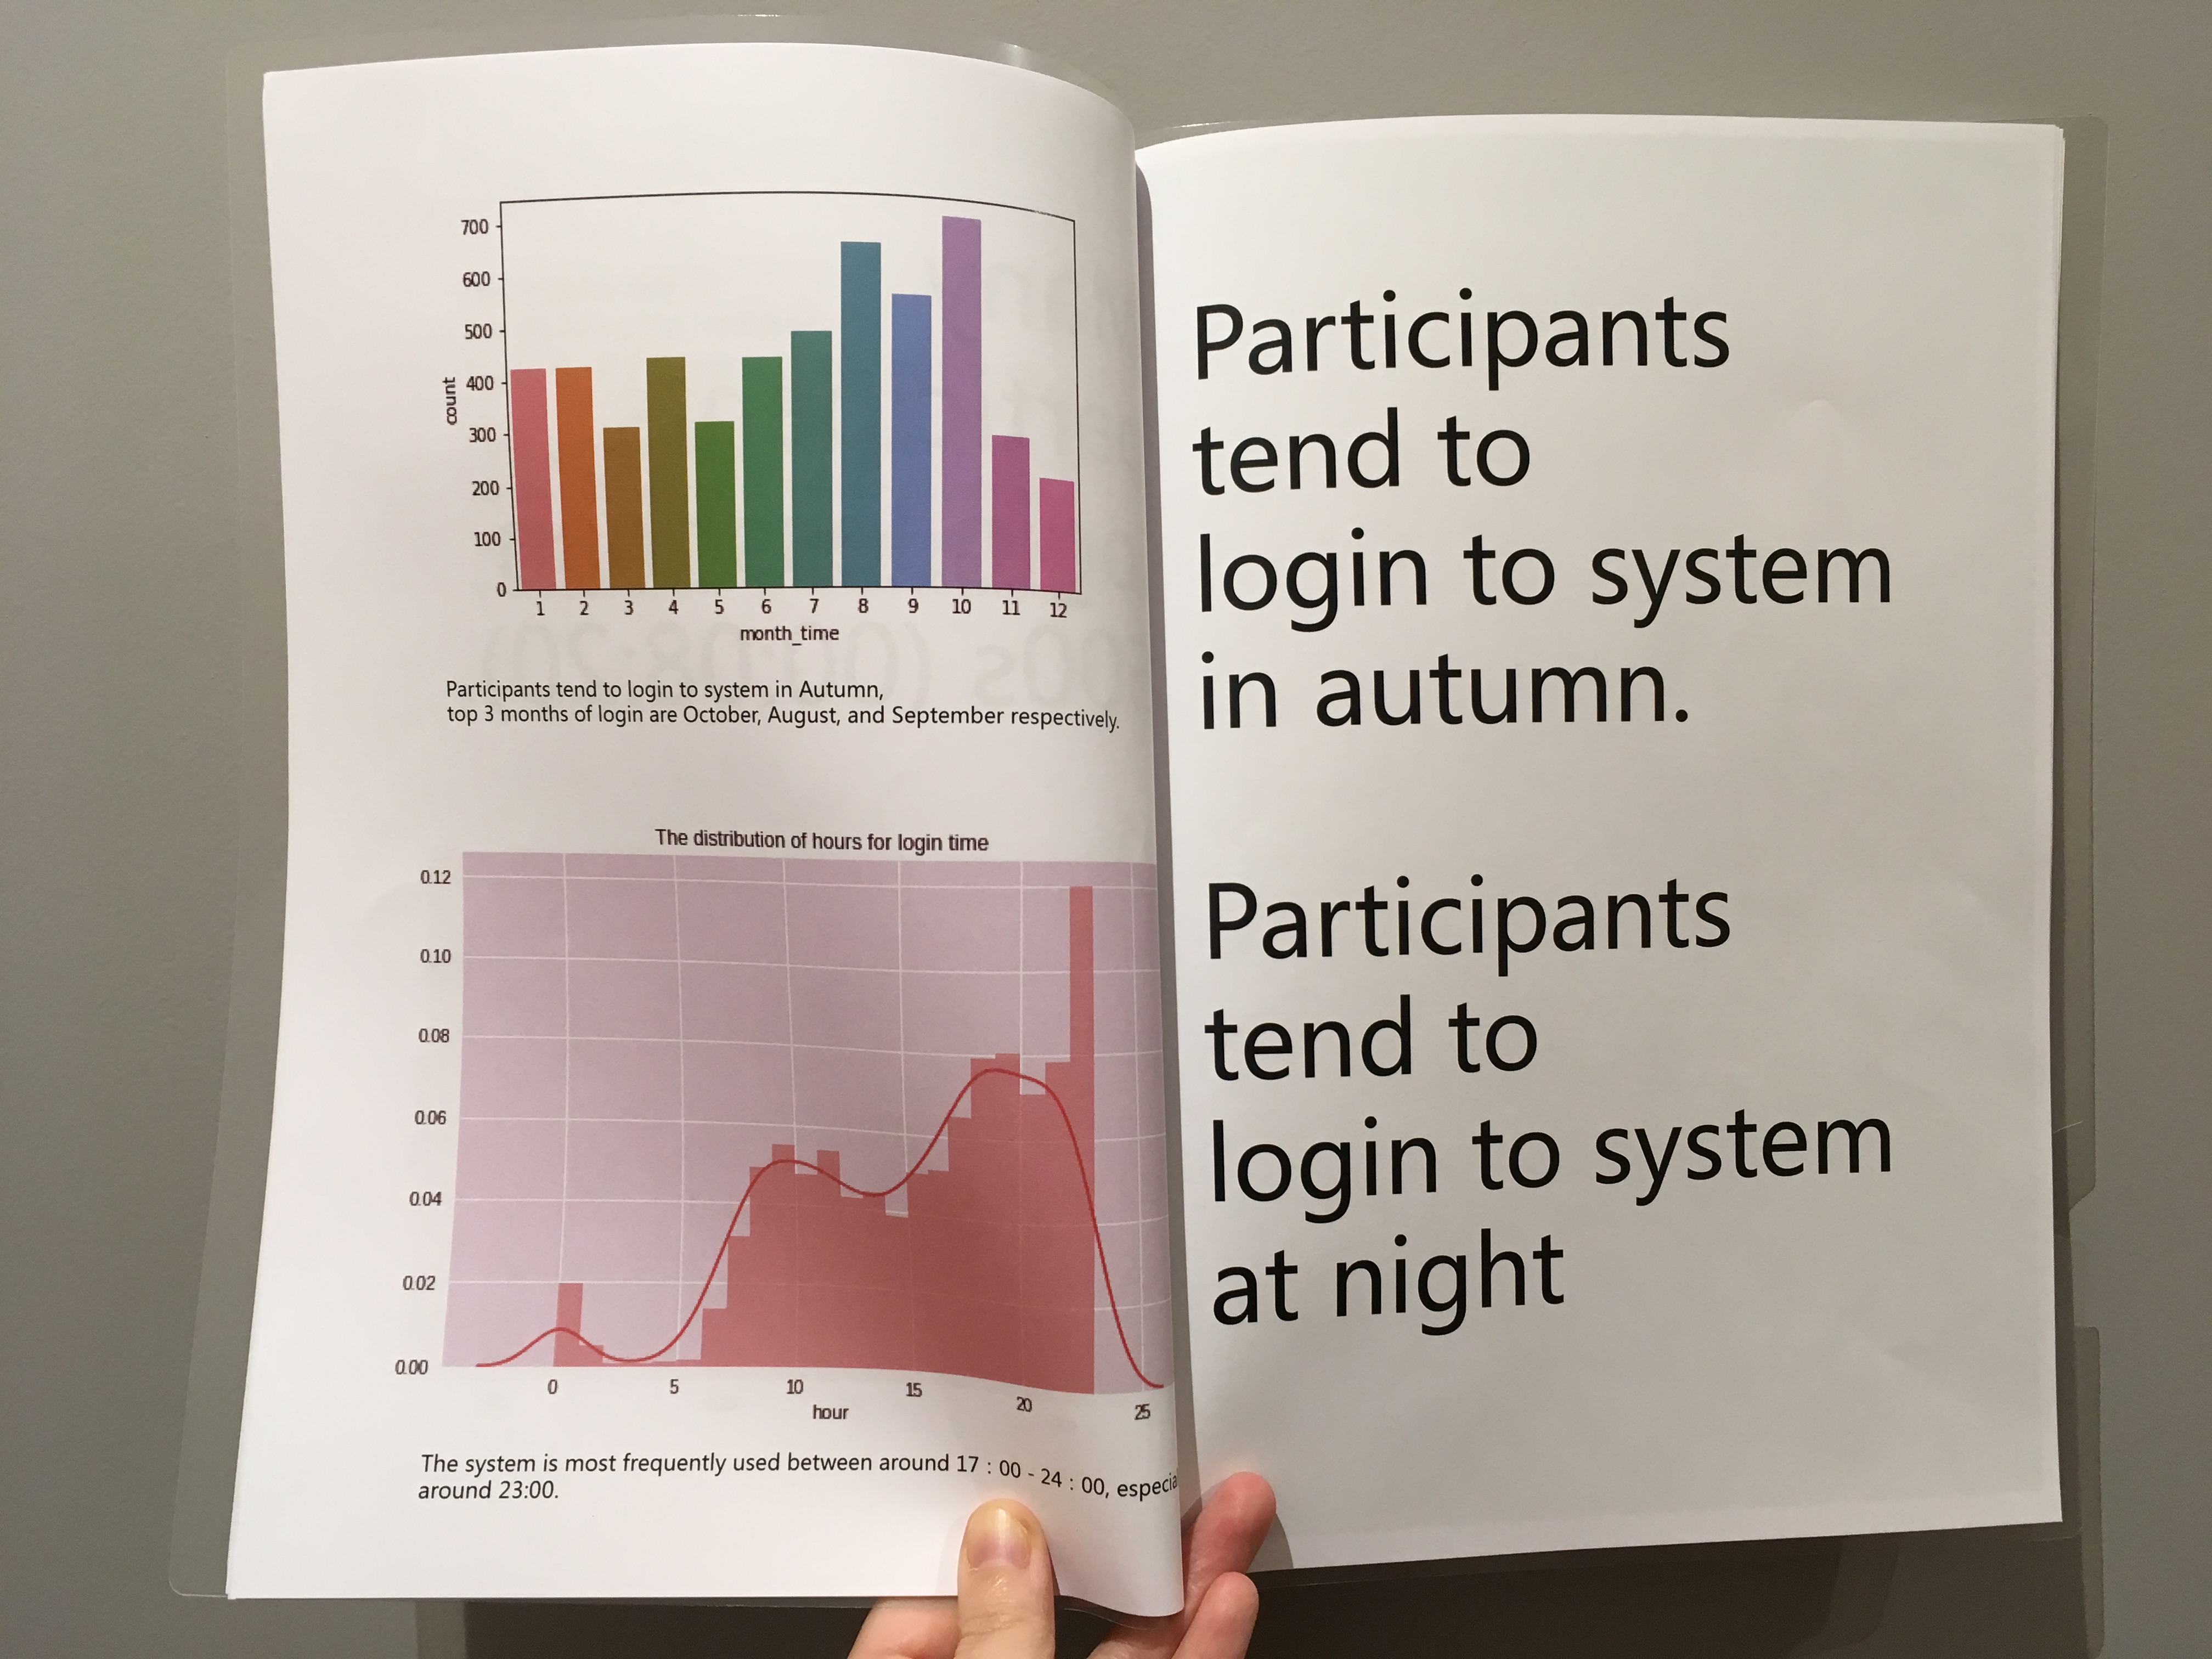 700
600
500
400
300
200
100
0
count
1 2 3 4 5 6 7 8 9 10 11 12
month_time
Participants tend to login to system in Autumn,
top 3 months of login are October, August, and September respectively.
The distribution of hours for login time
0.12
0.10
0.08
0.06
0.04
0.02
0.00
0 5 10 15 20 25
hour
The system is most frequently used between around 17 : 00 - 24 : 00,
around 23:00.
Participants
tend to
login to system
in autumn.
Participants
tend to
login to system
at night